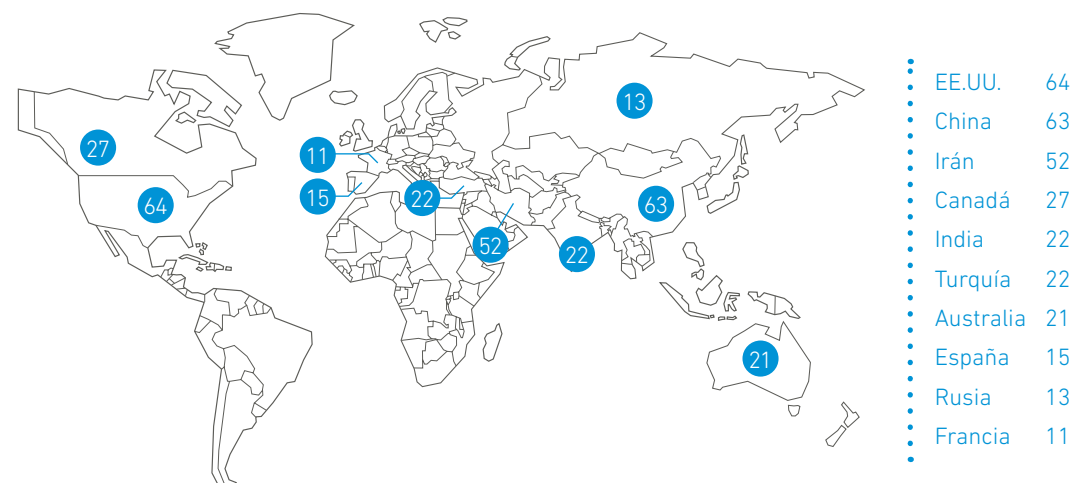 13
27
11
64
15
22
63
52
22
21
EE.UU. 64
China 63
Irán 52
Canadá 27
India 22
Turquía 22
Australia 21
España 15
Rusia 13
Francia 11